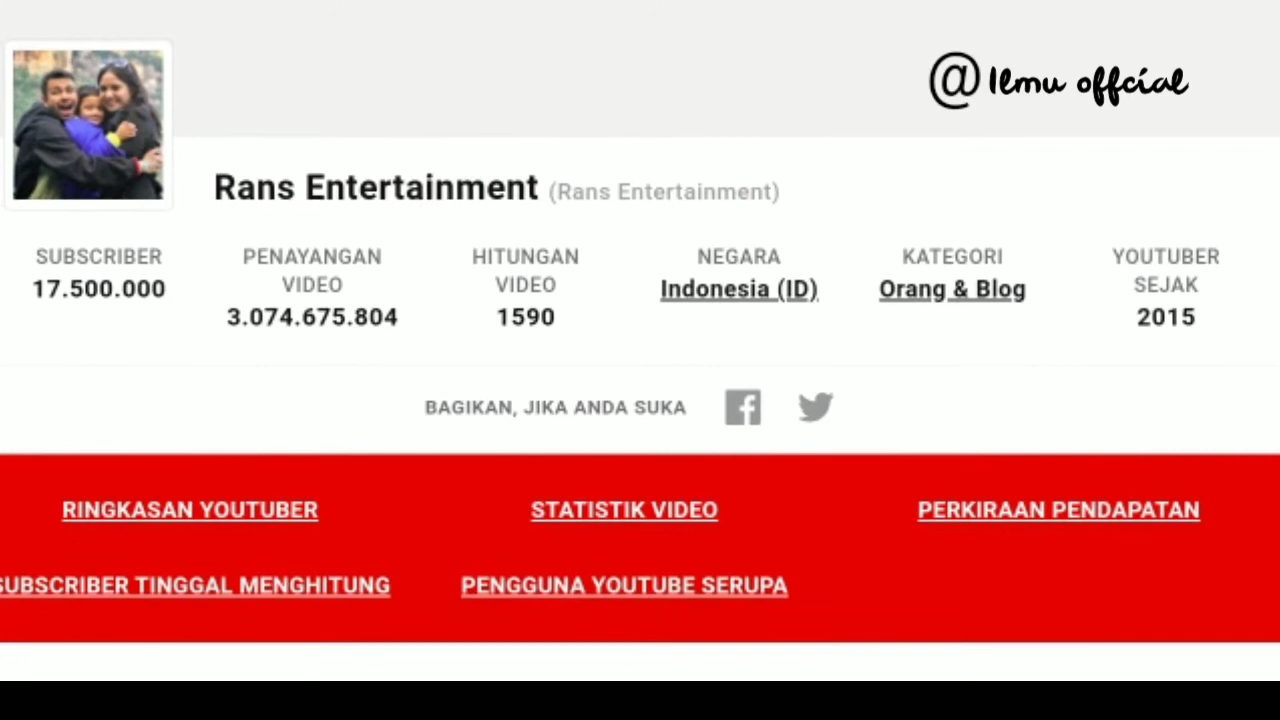 @ Ilmu offcial
Rans Entertainment (Rans Entertainment)
SUBSCRIBER
17.500.000
PENAYANGAN
VIDEO
3.074.675.804
HITUNGAN
VIDEO
1590
NEGARA
Indonesia (ID)
KATEGORI
Orang & Blog
YOUTUBER
SEJAK
2015
BAGIKAN, JIKA ANDA SUKA
RINGKASAN YOUTUBER
STATISTIK VIDEO
PERKIRAAN PENDAPATAN
SUBSCRIBER TINGGAL MENGHITUNG
PENGGUNA YOUTUBE SERUPA